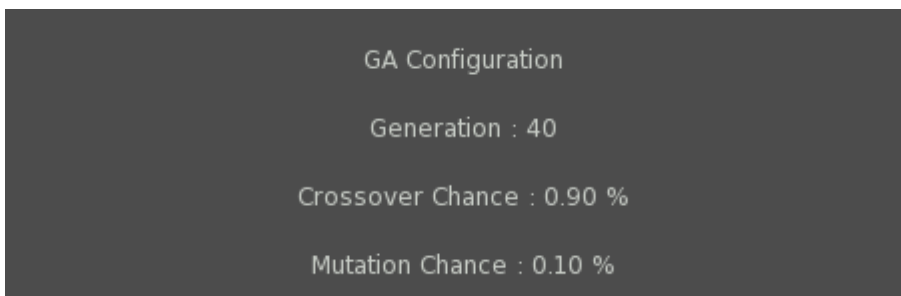 GA Configuration
Generation : 40
Crossover Chance : 0.90 %
Mutation Chance : 0.10 %